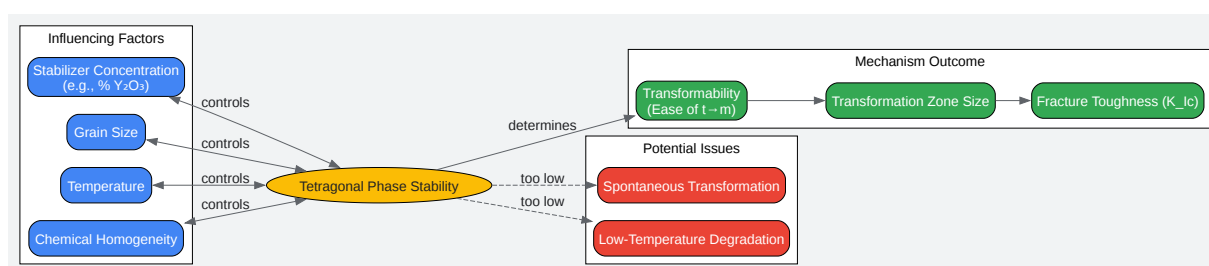 Influencing Factors
Stabilizer Concentration
(e.g., % Y₂O₃)
Grain Size
Temperature
Chemical Homogeneity
controls
controls
controls
controls
Tetragonal Phase Stability
determines
too low
too low
Mechanism Outcome
Transformability
(Ease of t→m)
Transformation Zone Size
Fracture Toughness (K_Ic)
Potential Issues
Spontaneous Transformation
Low-Temperature Degradation